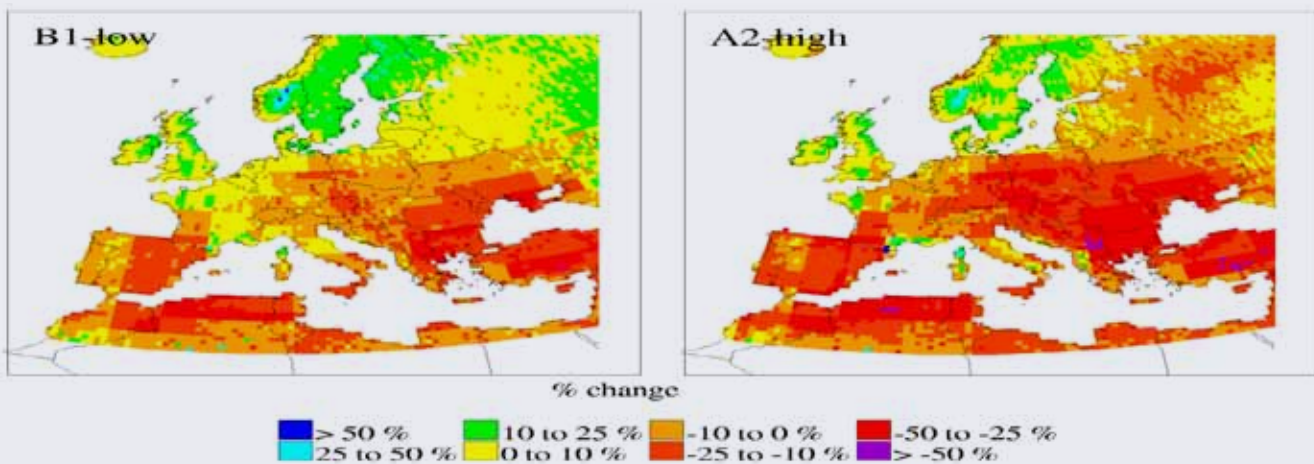 B1-low
A2-high
% change
> 50 % 10 to 25 % -10 to 0 % -50 to -25 %
25 to 50 % 0 to 10 % -25 to -10 % > -50 %